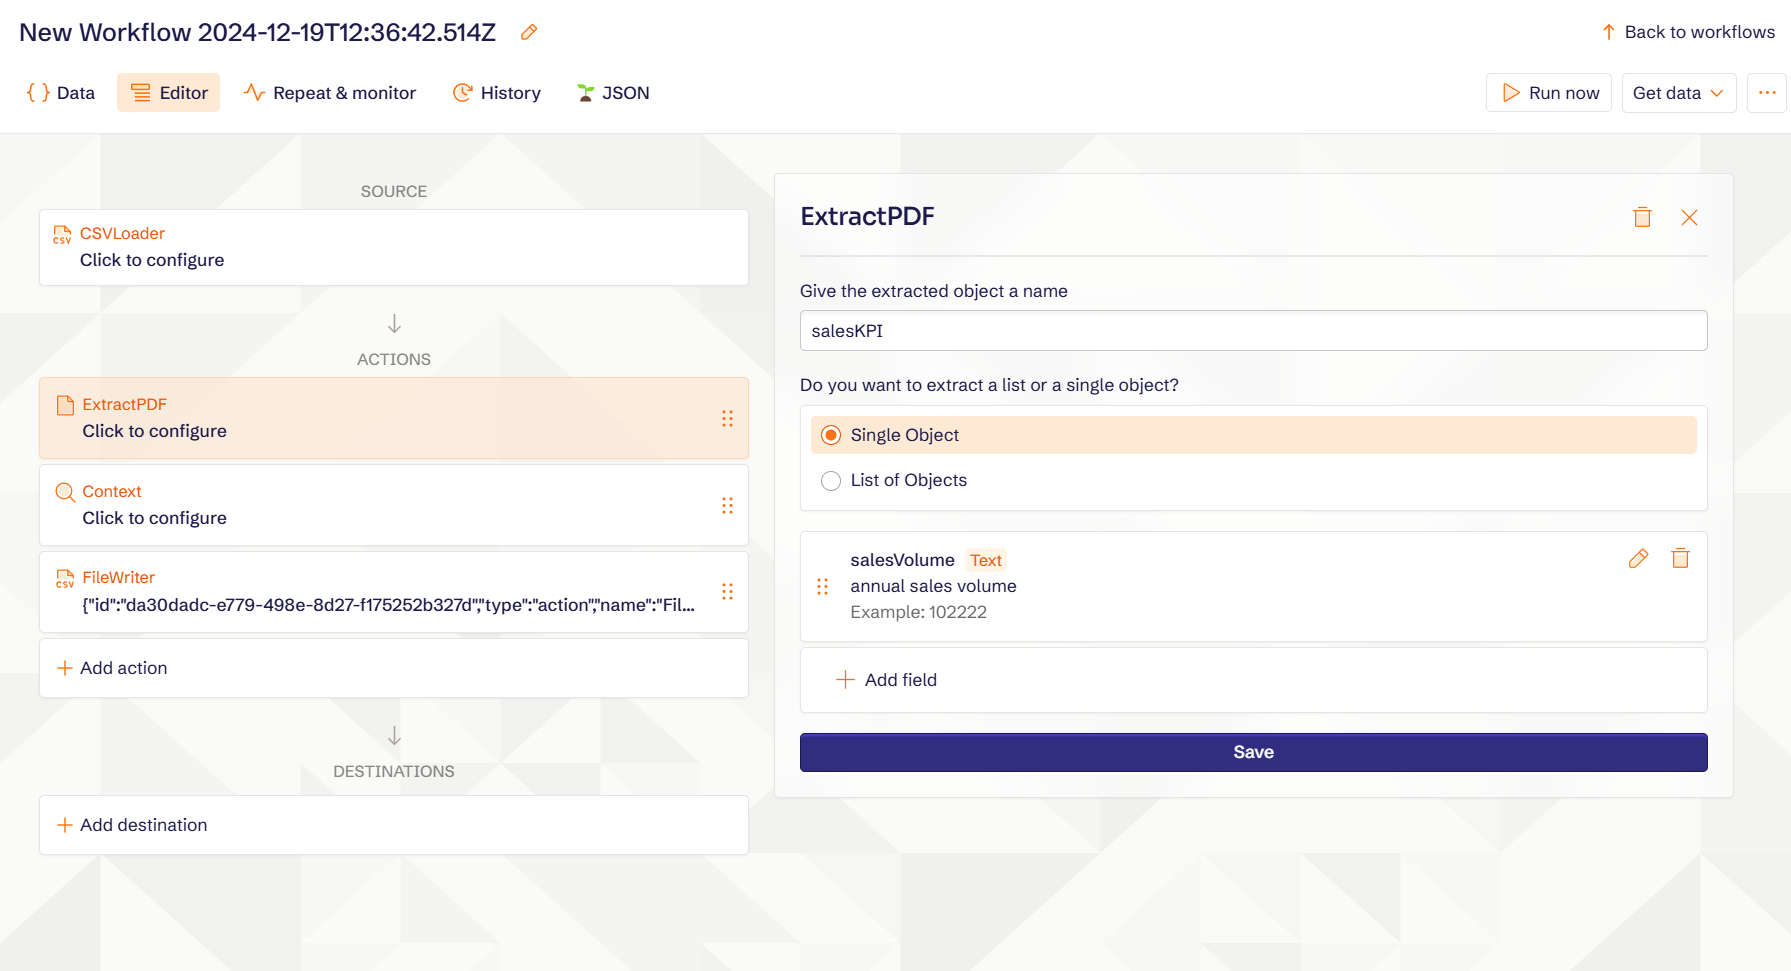 New Workflow 2024-12-19T12:36:42.514Z
Back to workflows
Data
Editor
Repeat & monitor
History
JSON
Run now
Get data
SOURCE
CSV
CSVLoader
Click to configure
ACTIONS
ExtractPDF
Click to configure
Context
Click to configure
CSV
FileWriter
{"id":"da30dadc-e779-498e-8d27-f175252b327d","type":"action","name":"Fil...
Add action
DESTINATIONS
Add destination
ExtractPDF
Give the extracted object a name
salesKPI
Do you want to extract a list or a single object?
Single Object
List of Objects
salesVolume Text
annual sales volume
Example: 102222
Add field
Save